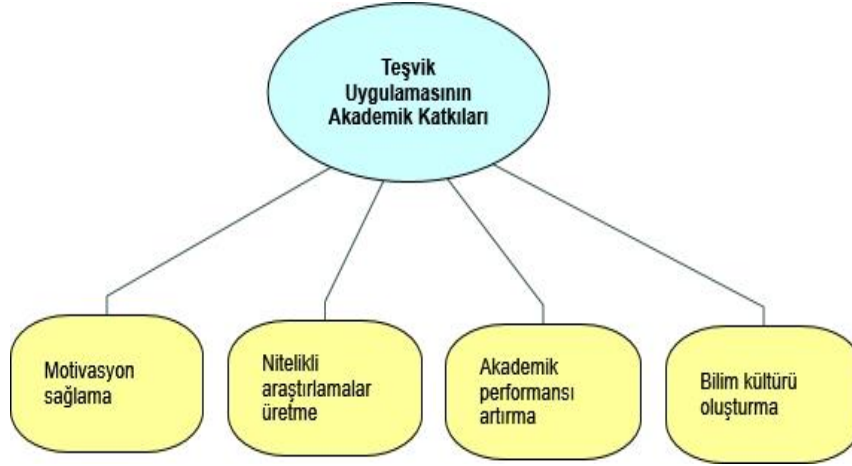 Teşvik
Uygulamasının
Akademik Katkıları
Motivasyon
sağlama
Nitelikli
araştırlamalar
üretme
Akademik
performansı
artırma
Bilim kültürü
oluşturma